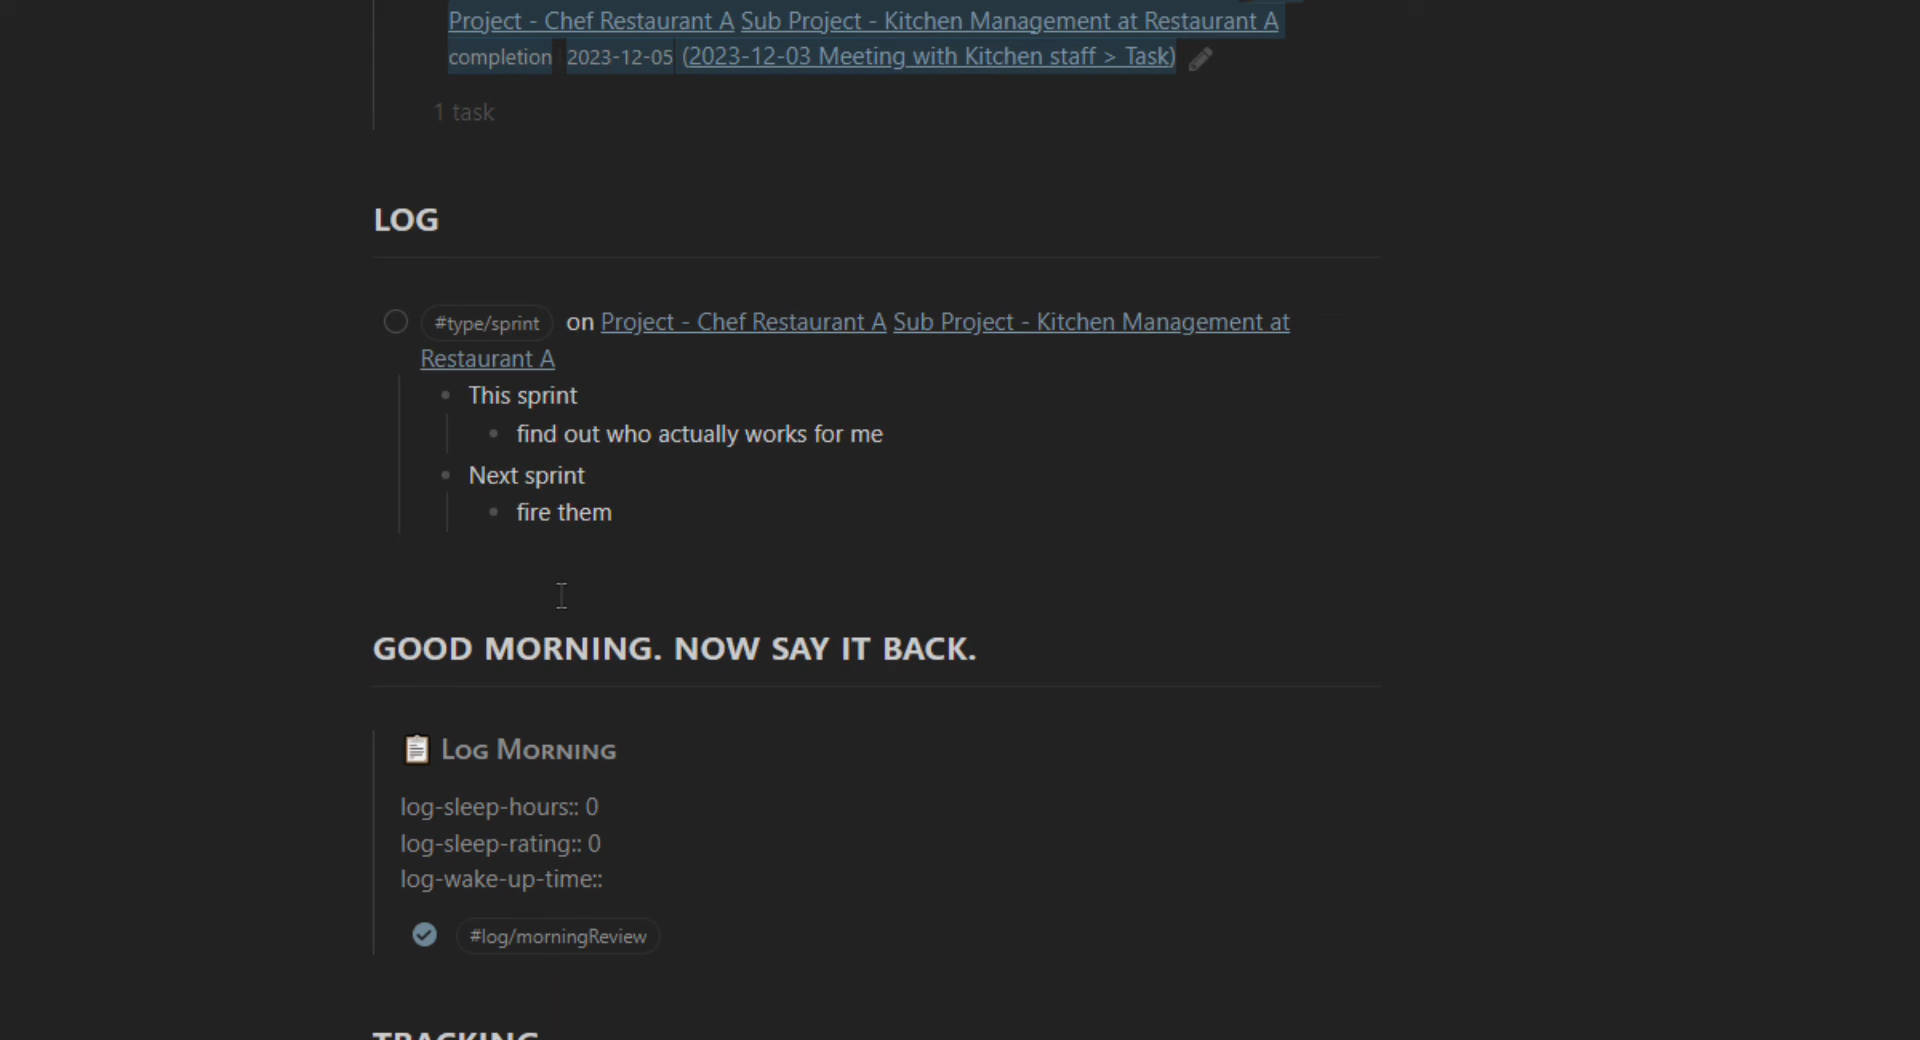 Project - Chef Restaurant A Sub Project - Kitchen Management at Restaurant A
completion 2023-12-05 (2023-12-03 Meeting with Kitchen staff > Task)
1 task
LOG
#type/sprint on Project - Chef Restaurant A Sub Project - Kitchen Management at
Restaurant A
This sprint
find out who actually works for me
Next sprint
fire them
GOOD MORNING. NOW SAY IT BACK.
LOG MORNING
log-sleep-hours:: 0
log-sleep-rating:: 0
log-wake-up-time::
#log/morningReview
TRACKING